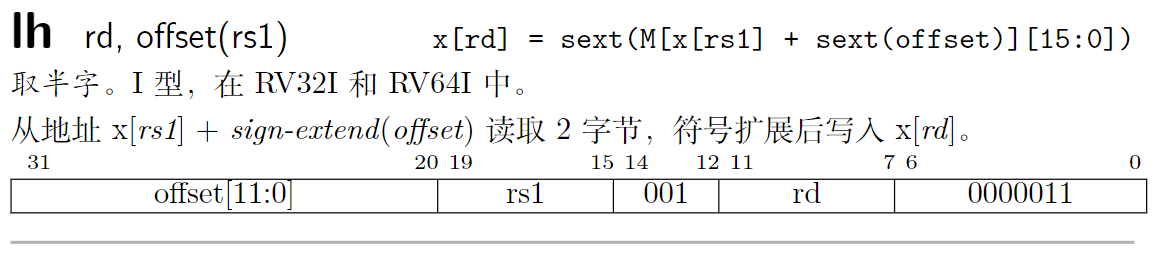 lh rd, offset(rs1) x[rd] = sext(M[x[rs1] + sext(offset)][15:0])
取半字。I 型，在 RV32I 和 RV64I 中。
从地址 x[rs1] + sign-extend(offset) 读取 2 字节，符号扩展后写入 x[rd]。
31 20 19 15 14 12 11 7 6 0
offset[11:0] rs1 001 rd 0000011